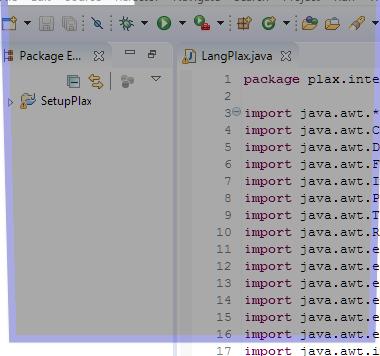 Package E...
SetupPlax
LangPlax.java
1 package plax.inte
2
3 import java.awt.*
4 import java.awt.C
5 import java.awt.D
6 import java.awt.F
7 import java.awt.I
8 import java.awt.P
9 import java.awt.T
10 import java.awt.R
11 import java.awt.e
12 import java.awt.e
13 import java.awt.e
14 import java.awt.e
15 import java.awt.e
16 import java.awt.e
17 import java.awt.i